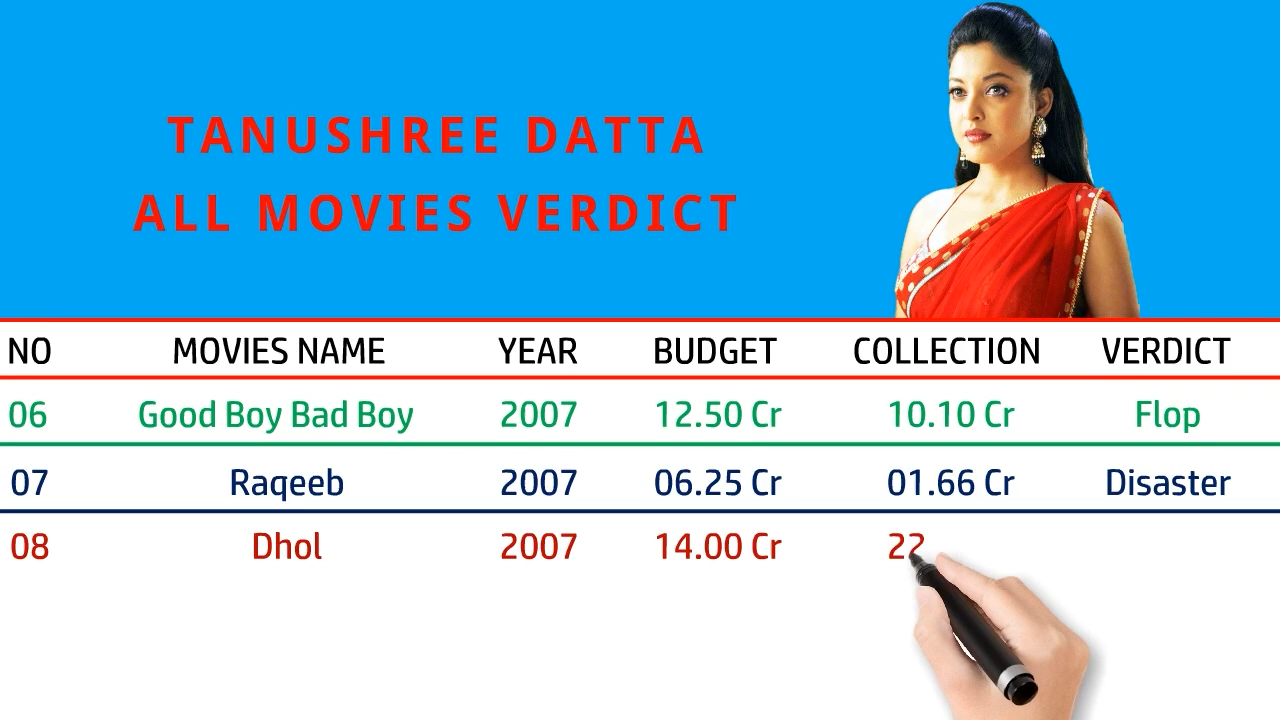 TANUSHREE DATTA
ALL MOVIES VERDICT
NO MOVIES NAME YEAR BUDGET COLLECTION VERDICT
06 Good Boy Bad Boy 2007 12.50 Cr 10.10 Cr Flop
07 Raqeeb 2007 06.25 Cr 01.66 Cr Disaster
08 Dhol 2007 14.00 Cr 22